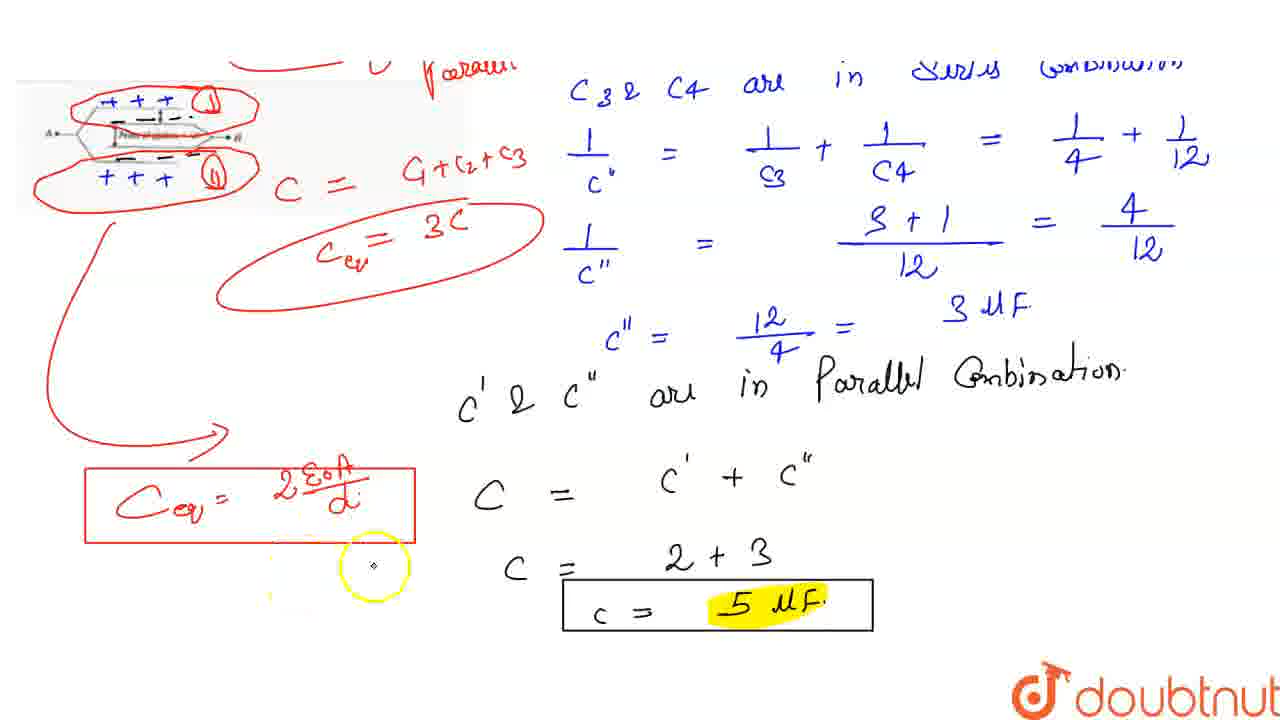 parallel
C3 & C4 are in Series Combination
+ + + (1)
A B
+ + + (1)
C = C1+C2+C3
Ceq = 3C
1/C'' = 1/C3 + 1/C4 = 1/4 + 1/12
1/C'' = 3+1/12 = 4/12
C'' = 12/4 = 3 μF.
C' & C'' are in Parallel Combination.
Ceq = 2ε0A/d
C = C' + C''
C = 2 + 3
C = 5 μF.
doubtnut